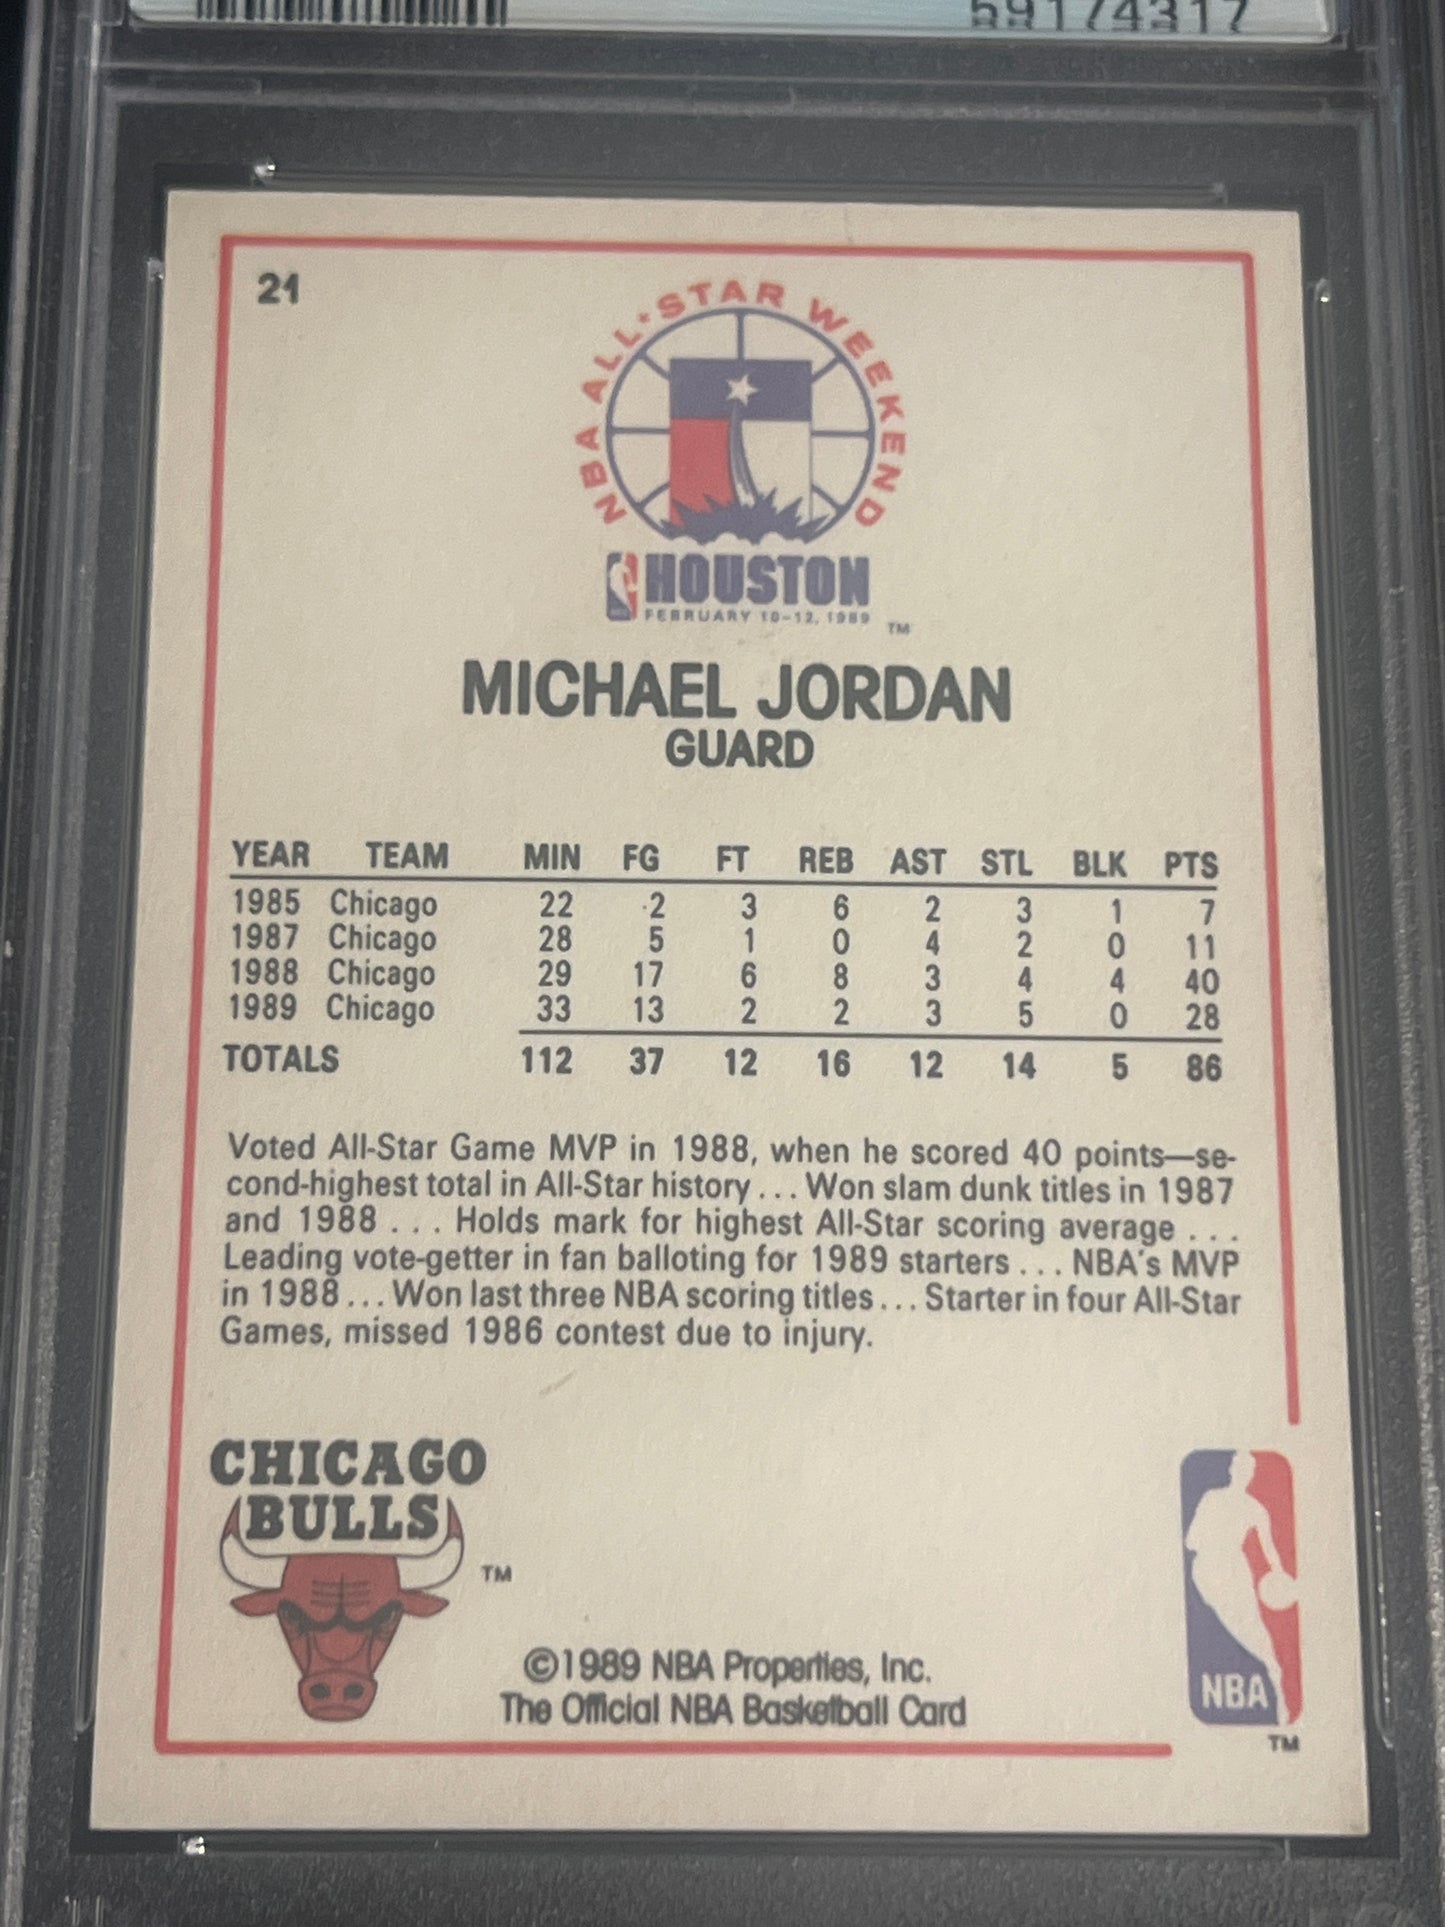 59174317
21
NBA ALL·STAR WEEKEND
HOUSTON
FEBRUARY 10-12, 1989 TM
MICHAEL JORDAN
GUARD
YEAR TEAM MIN FG FT REB AST STL BLK PTS
1985 Chicago 22 2 3 6 2 3 1 7
1987 Chicago 28 5 1 0 4 2 0 11
1988 Chicago 29 17 6 8 3 4 4 40
1989 Chicago 33 13 2 2 3 5 0 28
TOTALS 112 37 12 16 12 14 5 86
Voted All-Star Game MVP in 1988, when he scored 40 points—se-
cond-highest total in All-Star history . . . Won slam dunk titles in 1987
and 1988 . . . Holds mark for highest All-Star scoring average . . .
Leading vote-getter in fan balloting for 1989 starters . . . NBA's MVP
in 1988 . . . Won last three NBA scoring titles . . . Starter in four All-Star
Games, missed 1986 contest due to injury.
CHICAGO
BULLS
TM
©1989 NBA Properties, Inc.
The Official NBA Basketball Card
NBA
TM